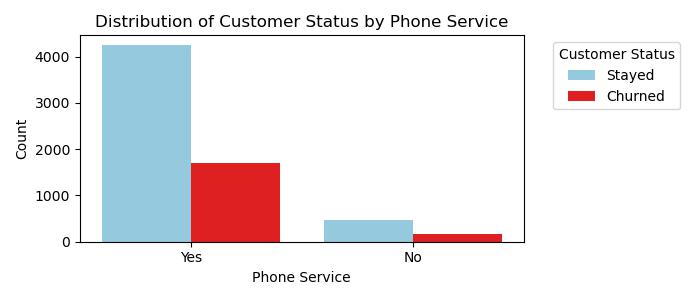 Distribution of Customer Status by Phone Service
Count
4000
3000
2000
1000
0
Yes
No
Phone Service
Customer Status
Stayed
Churned